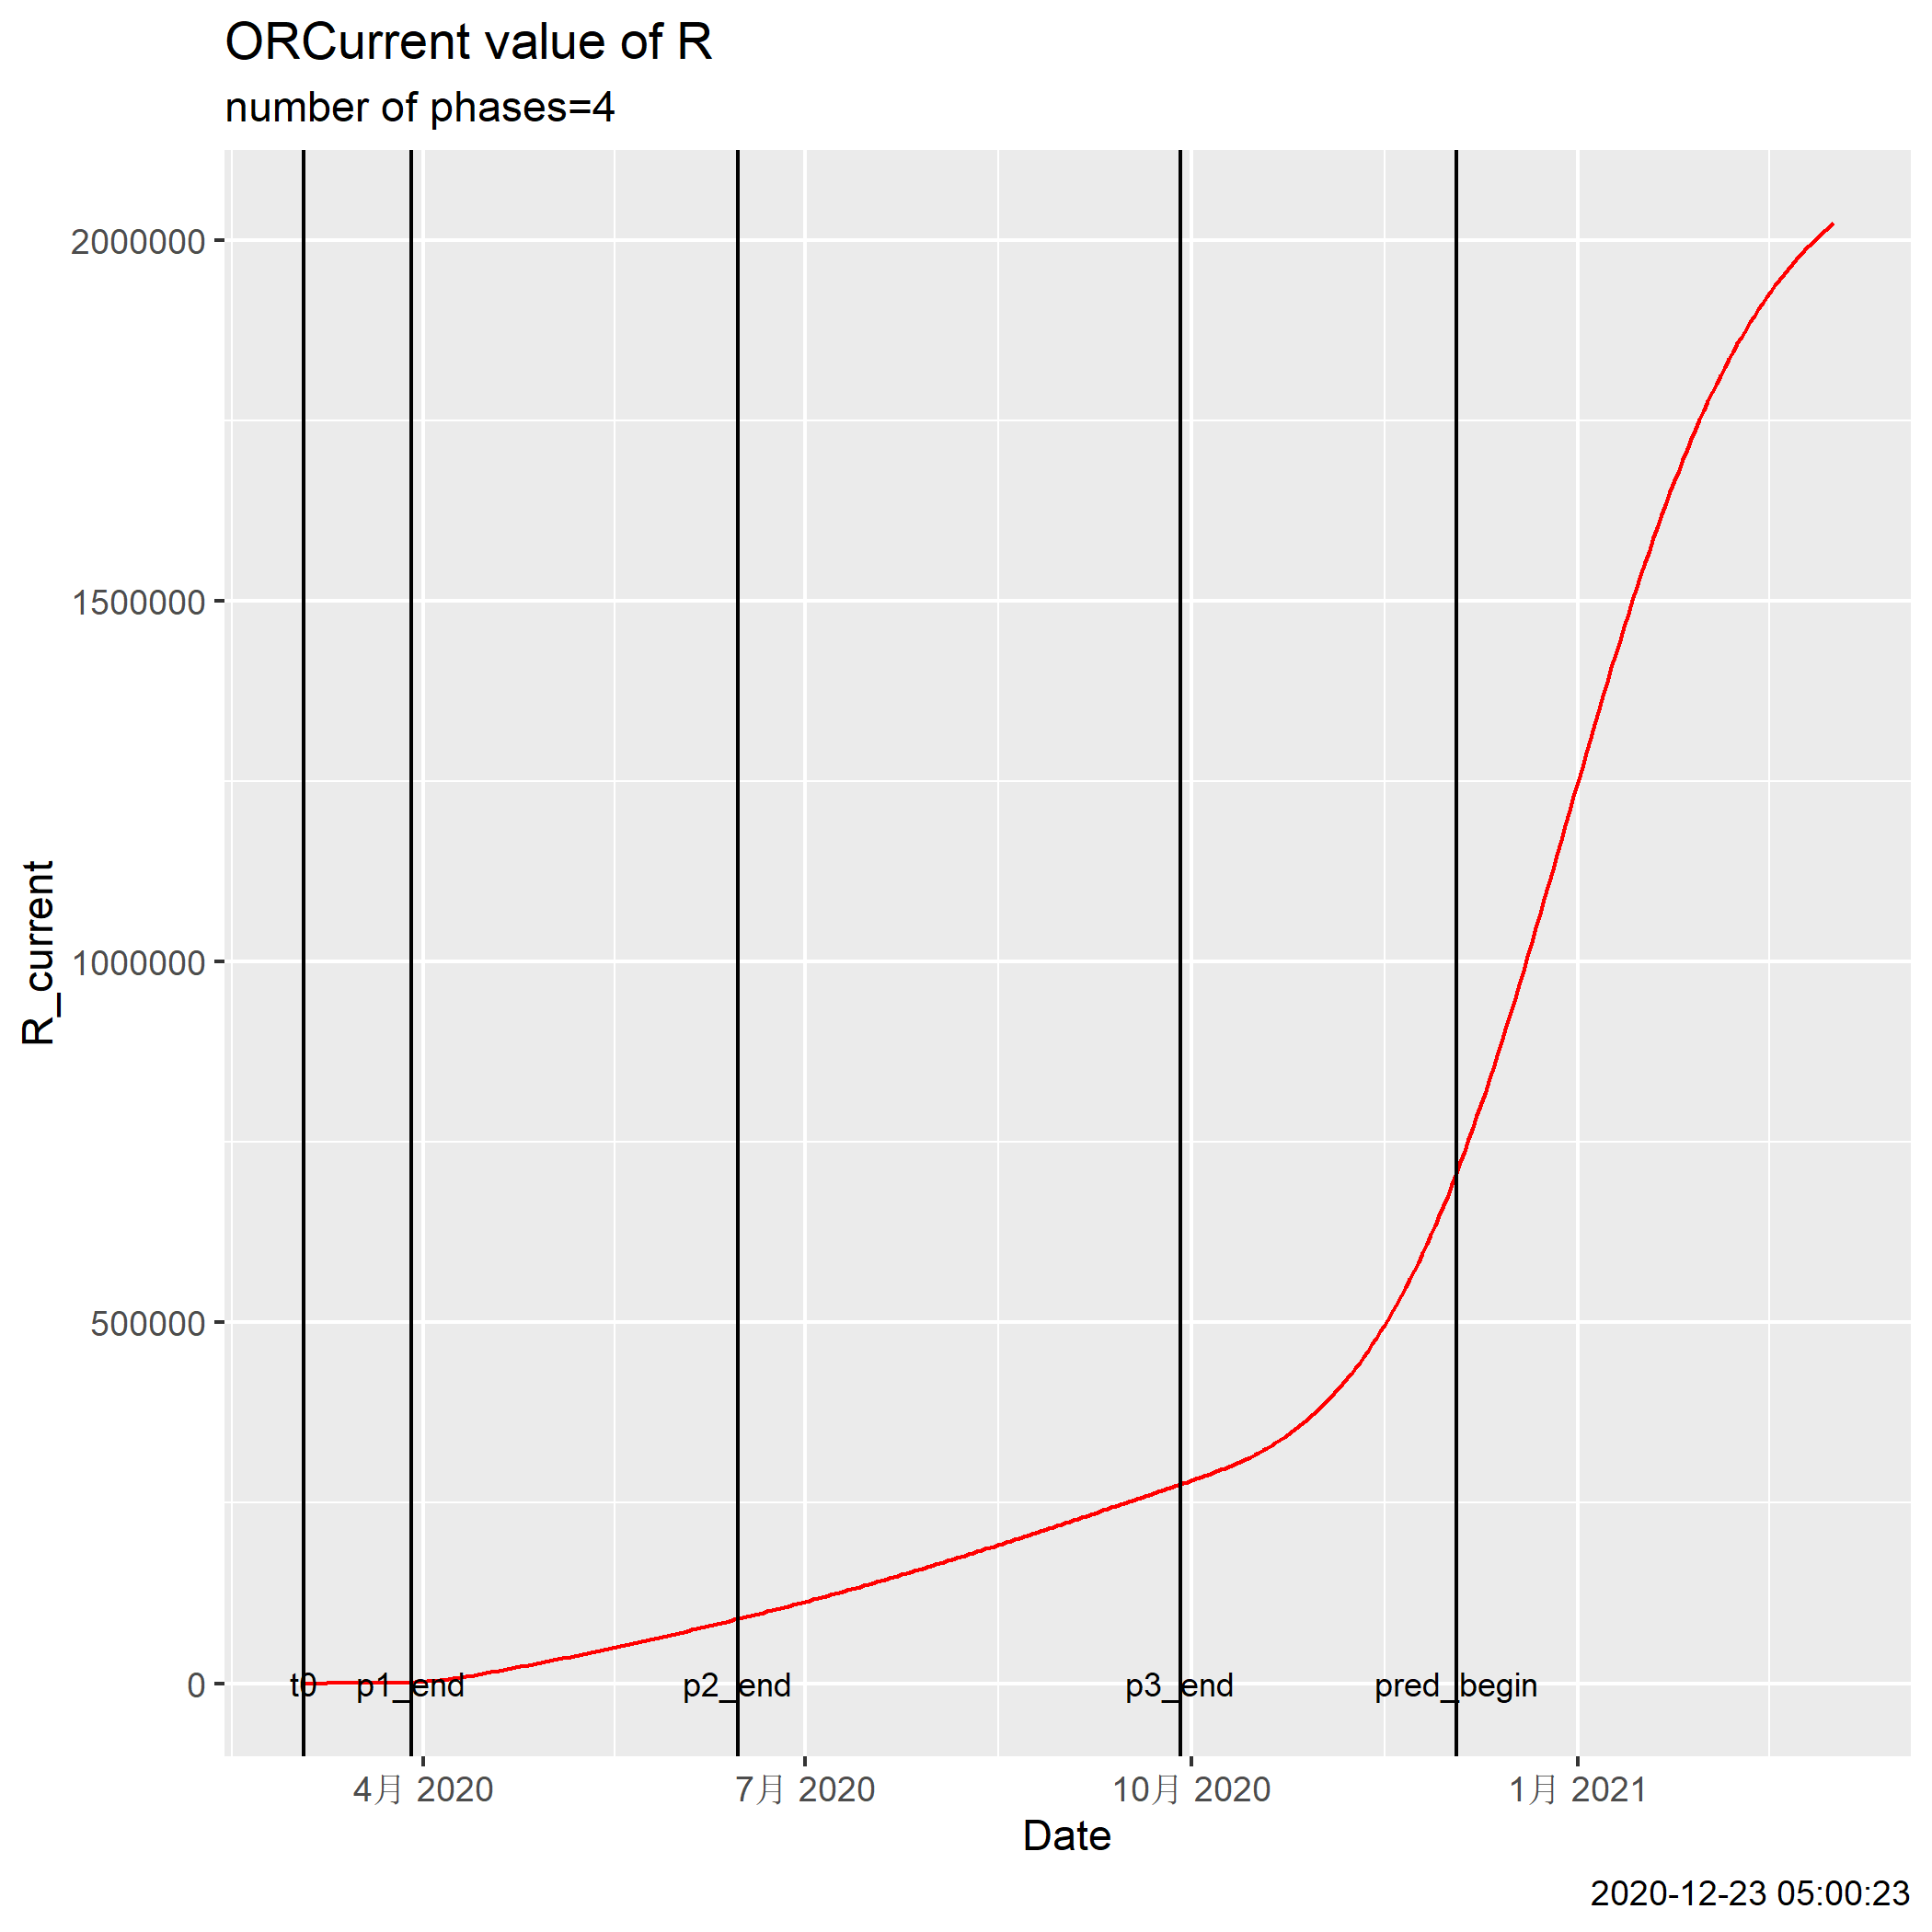 ORCurrent value of R
number of phases=4
2000000
1500000
1000000
500000
0
R_current
t0 p1_end p2_end p3_end pred_begin
4月 2020 7月 2020 10月 2020 1月 2021
Date
2020-12-23 05:00:23